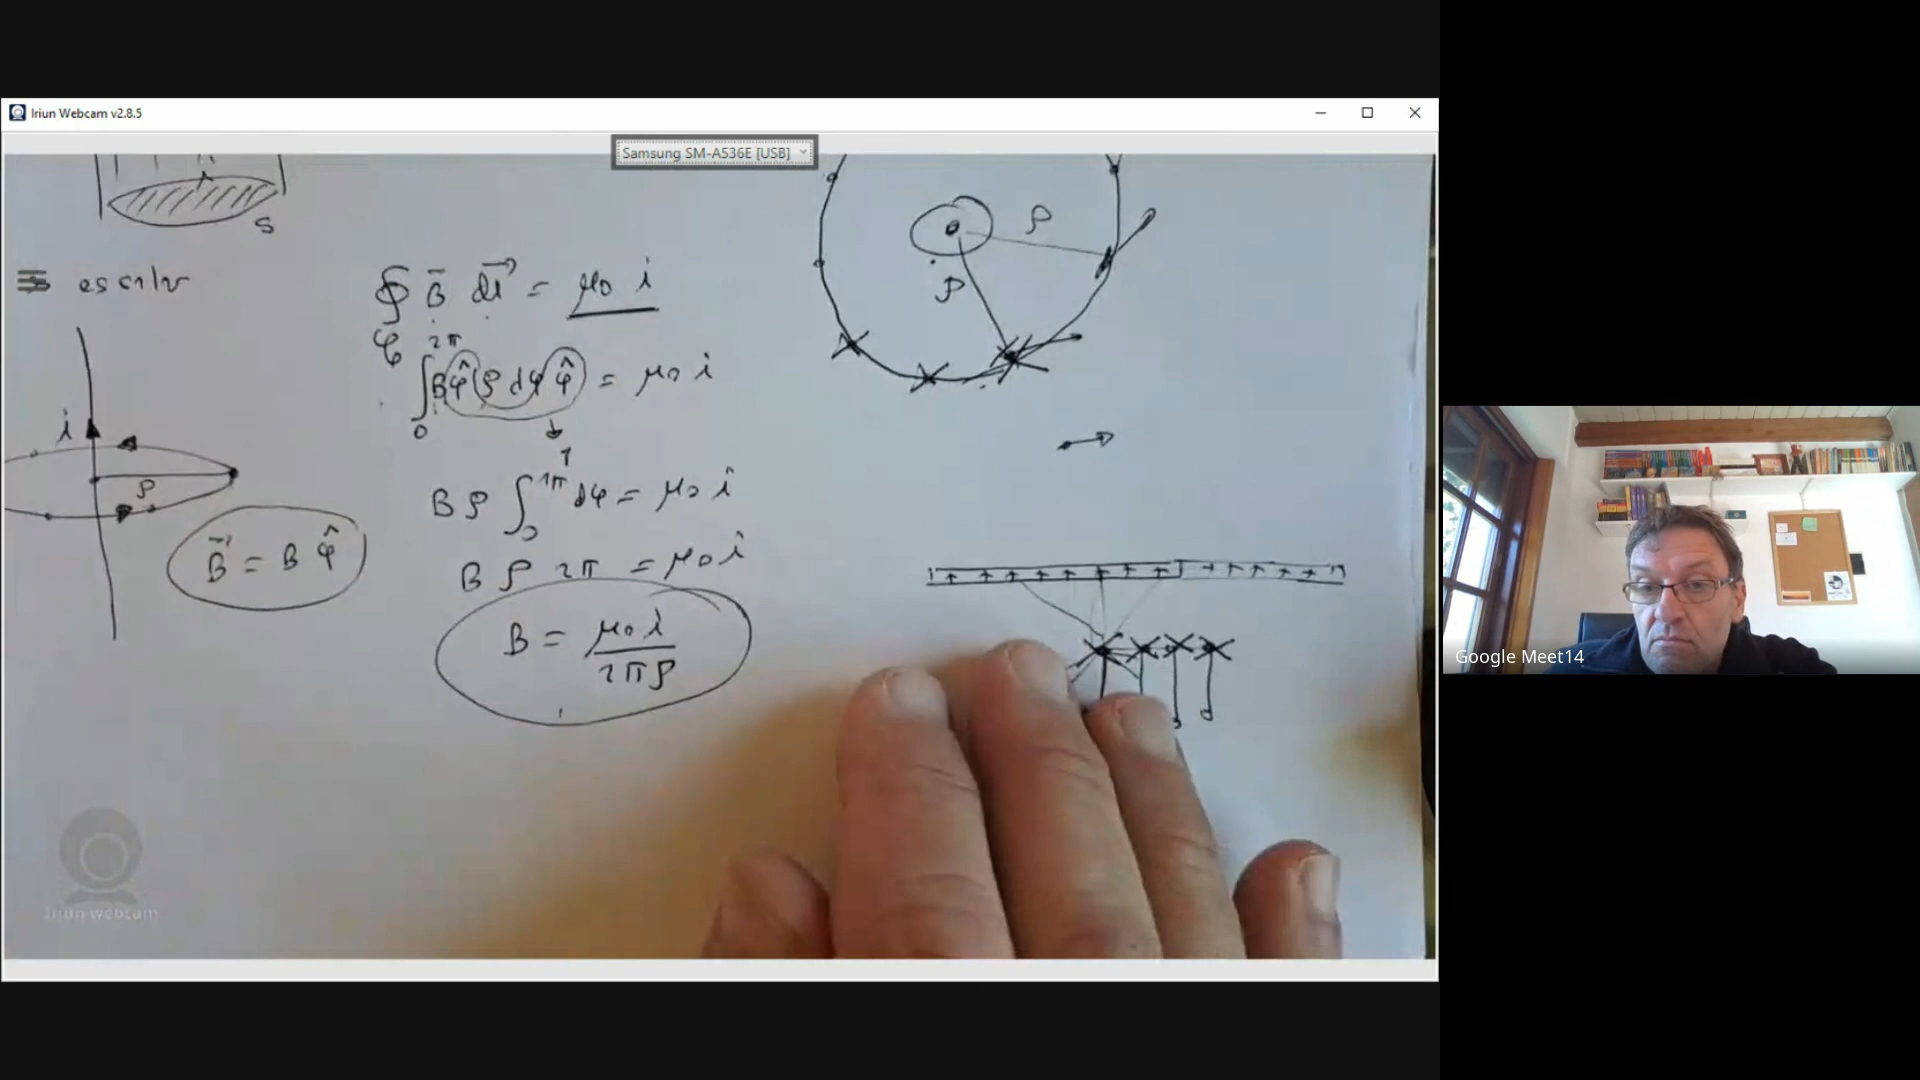 Iriun Webcam v2.8.5
Samsung SM-A536E [USB]
S
ρ
ρ
≡ escalar
∮ B⃗ dl⃗ = μ₀ i
φ
∫₀^{2π} B φ̂ (ρ dφ φ̂) = μ₀ i
1
i
ρ
B ρ ∫₀^{2π} dφ = μ₀ i
B⃗ = B φ̂
B ρ 2π = μ₀ i
B = μ₀ i / 2πρ
Iriun webcam
Google Meet14